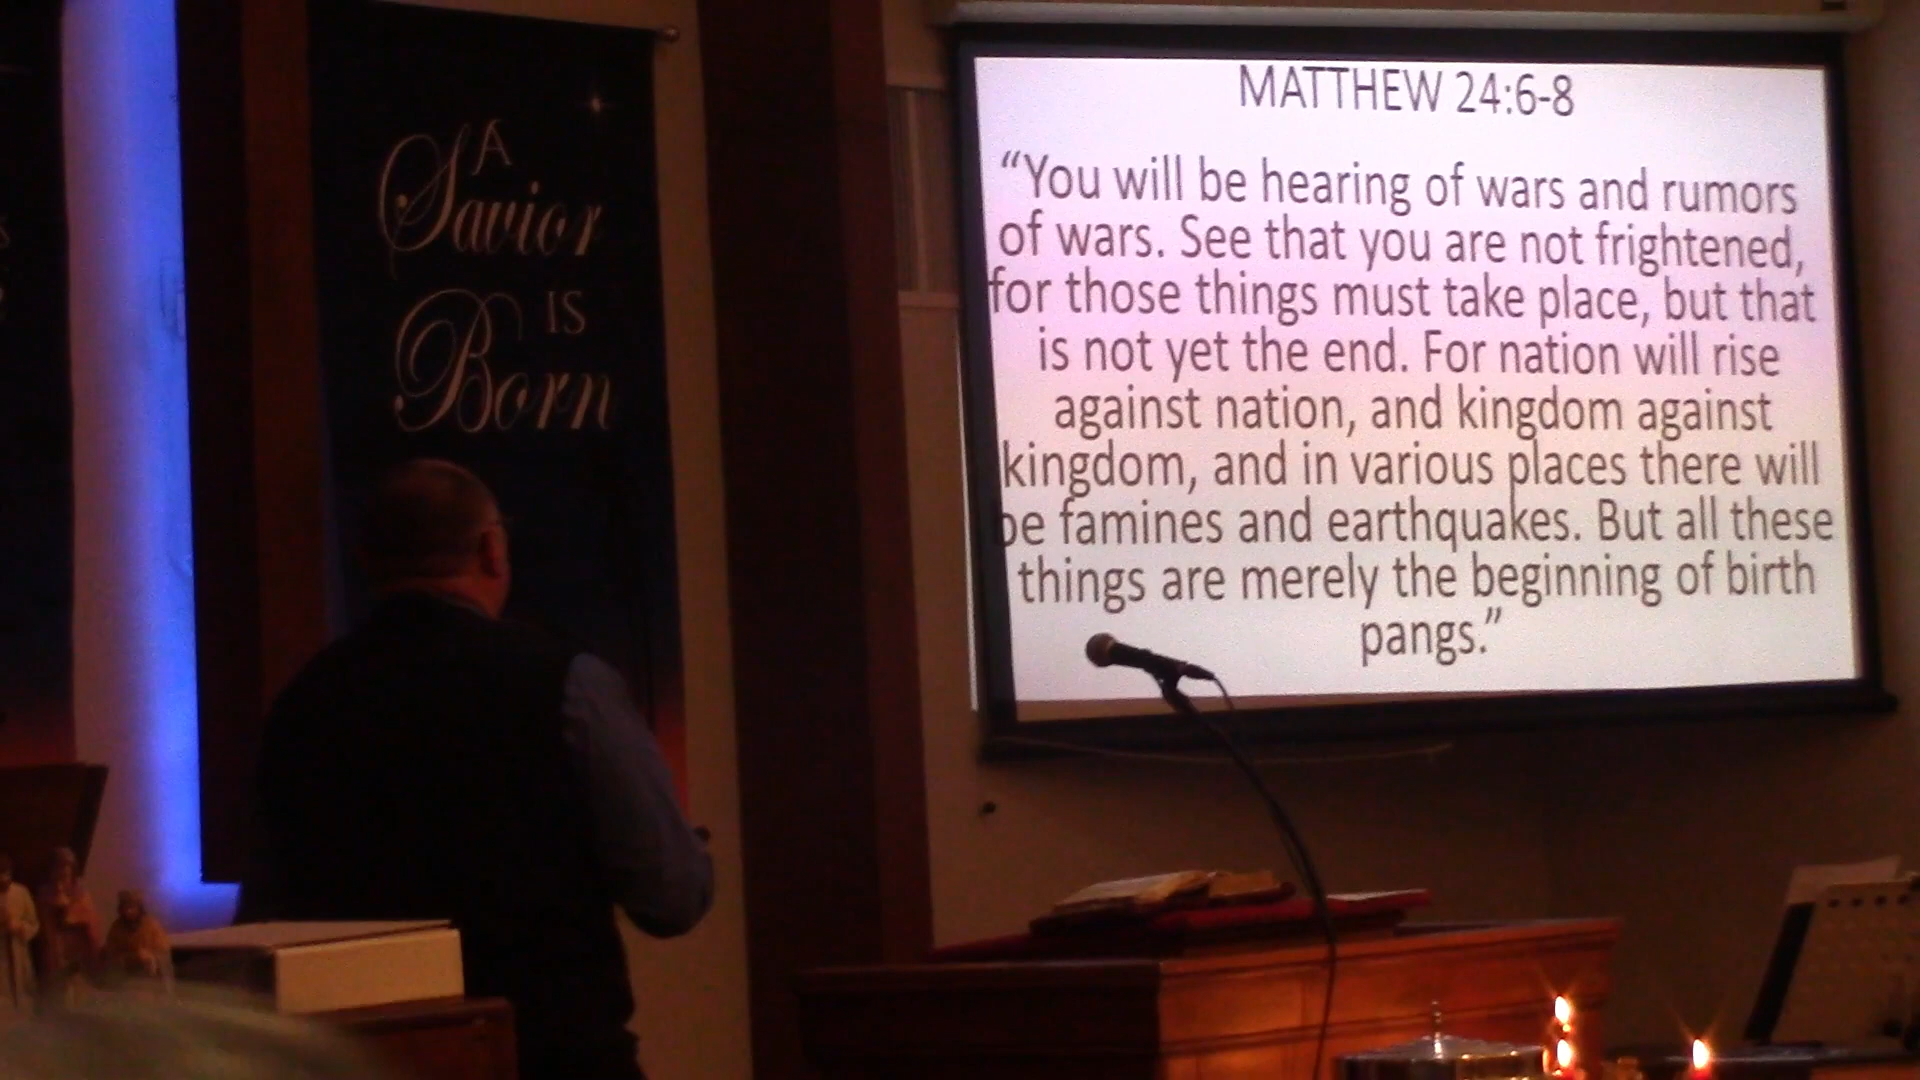 A
Savior
IS
Born
MATTHEW 24:6-8
“You will be hearing of wars and rumors
of wars. See that you are not frightened,
for those things must take place, but that
is not yet the end. For nation will rise
against nation, and kingdom against
kingdom, and in various places there will
be famines and earthquakes. But all these
things are merely the beginning of birth
pangs.”